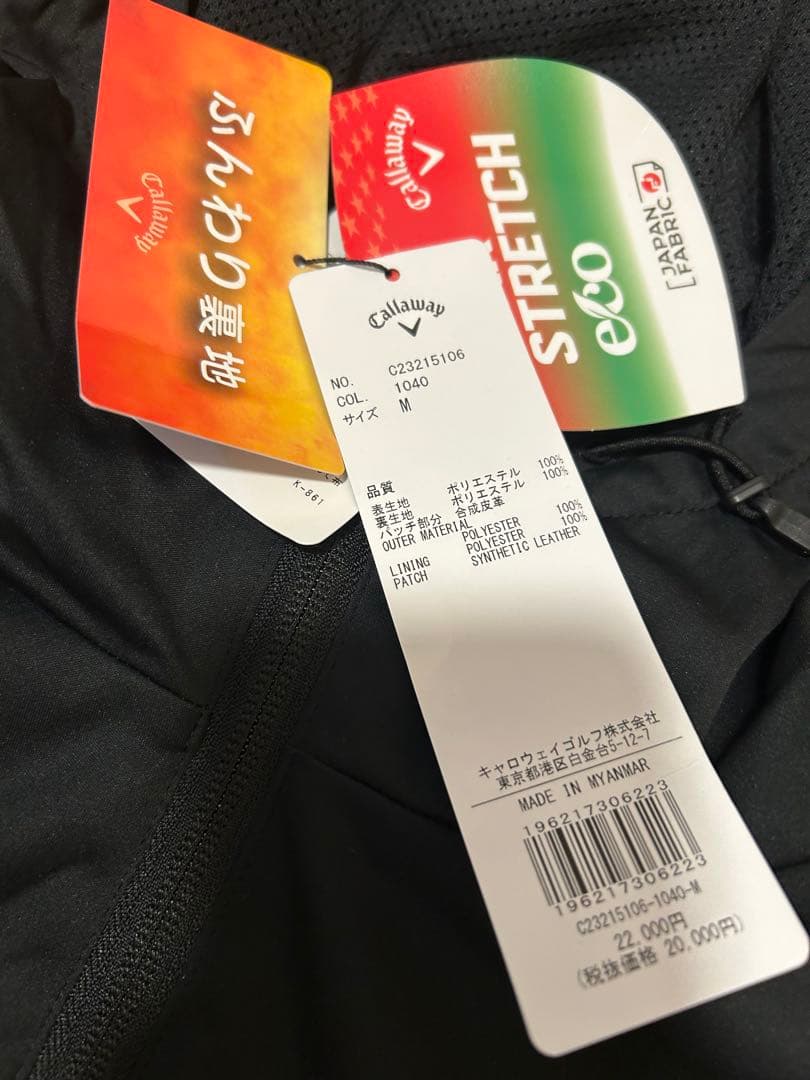 Callaway
ふんわり裏地
Callaway
STRETCH
eco
JAPAN
FABRIC
K-861
Callaway
NO. C23215106
COL. 1040
サイズ M
品質
表生地 ポリエステル 100%
裏生地 ポリエステル 100%
パッチ部分 合成皮革
OUTER MATERIAL POLYESTER 100%
LINING POLYESTER 100%
PATCH SYNTHETIC LEATHER
キャロウェイゴルフ株式会社
東京都港区白金台5-12-7
MADE IN MYANMAR
196217306223
196217306223
C23215106-1040-M
22,000円
(税抜価格 20,000円)